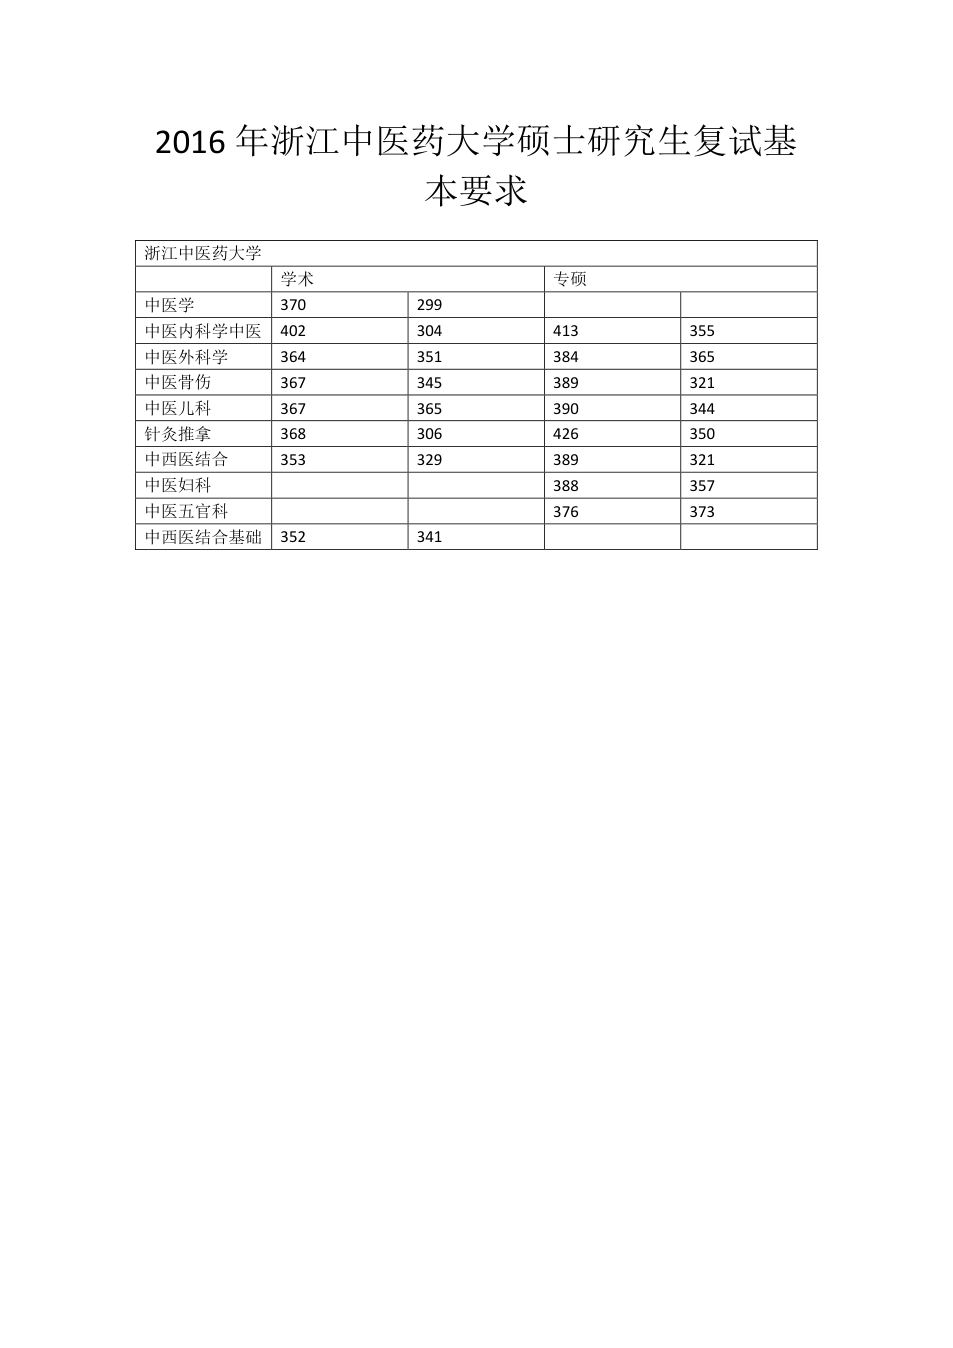 2016 年浙江中医药大学硕士研究生复试基
本要求
浙江中医药大学
学术 专硕
中医学 370 299
中医内科学中医 402 304 413 355
中医外科学 364 351 384 365
中医骨伤 367 345 389 321
中医儿科 367 365 390 344
针灸推拿 368 306 426 350
中西医结合 353 329 389 321
中医妇科 388 357
中医五官科 376 373
中西医结合基础 352 341